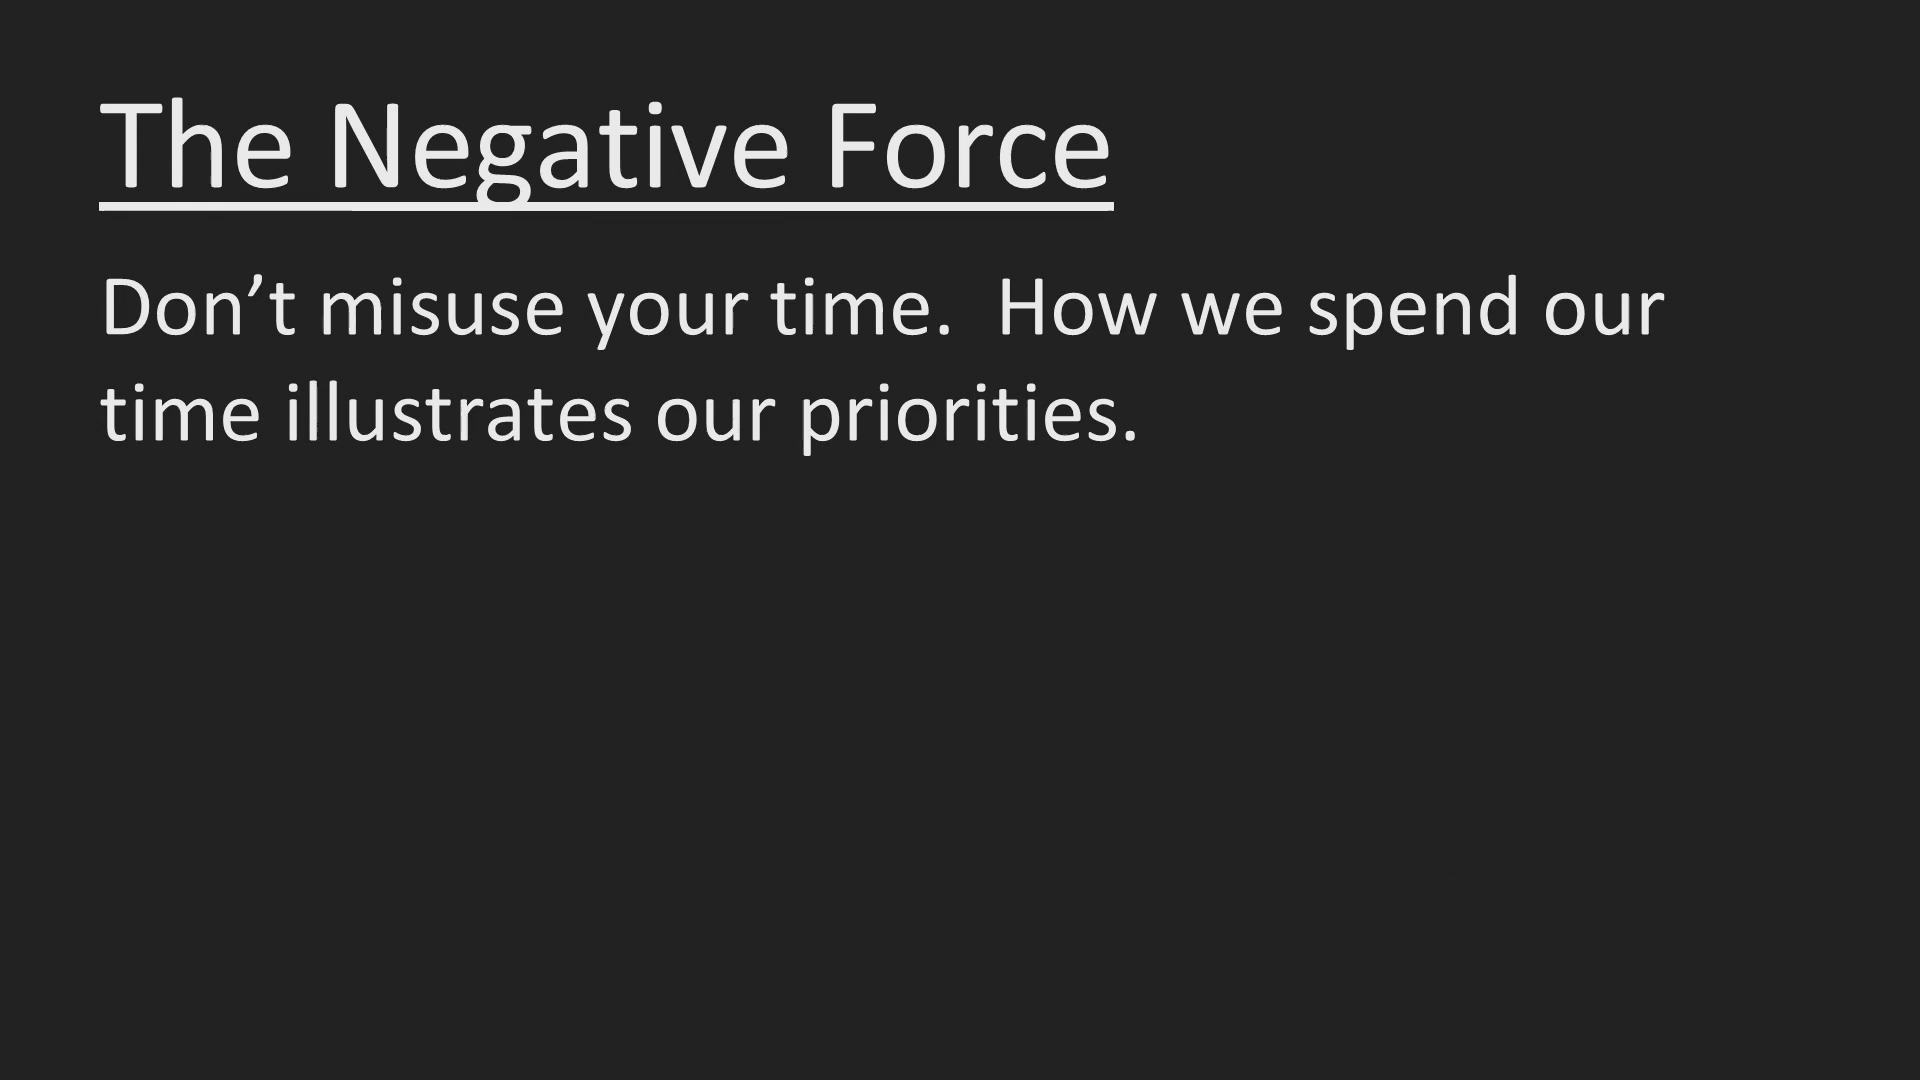 The Negative Force
Don’t misuse your time.  How we spend our
time illustrates our priorities.